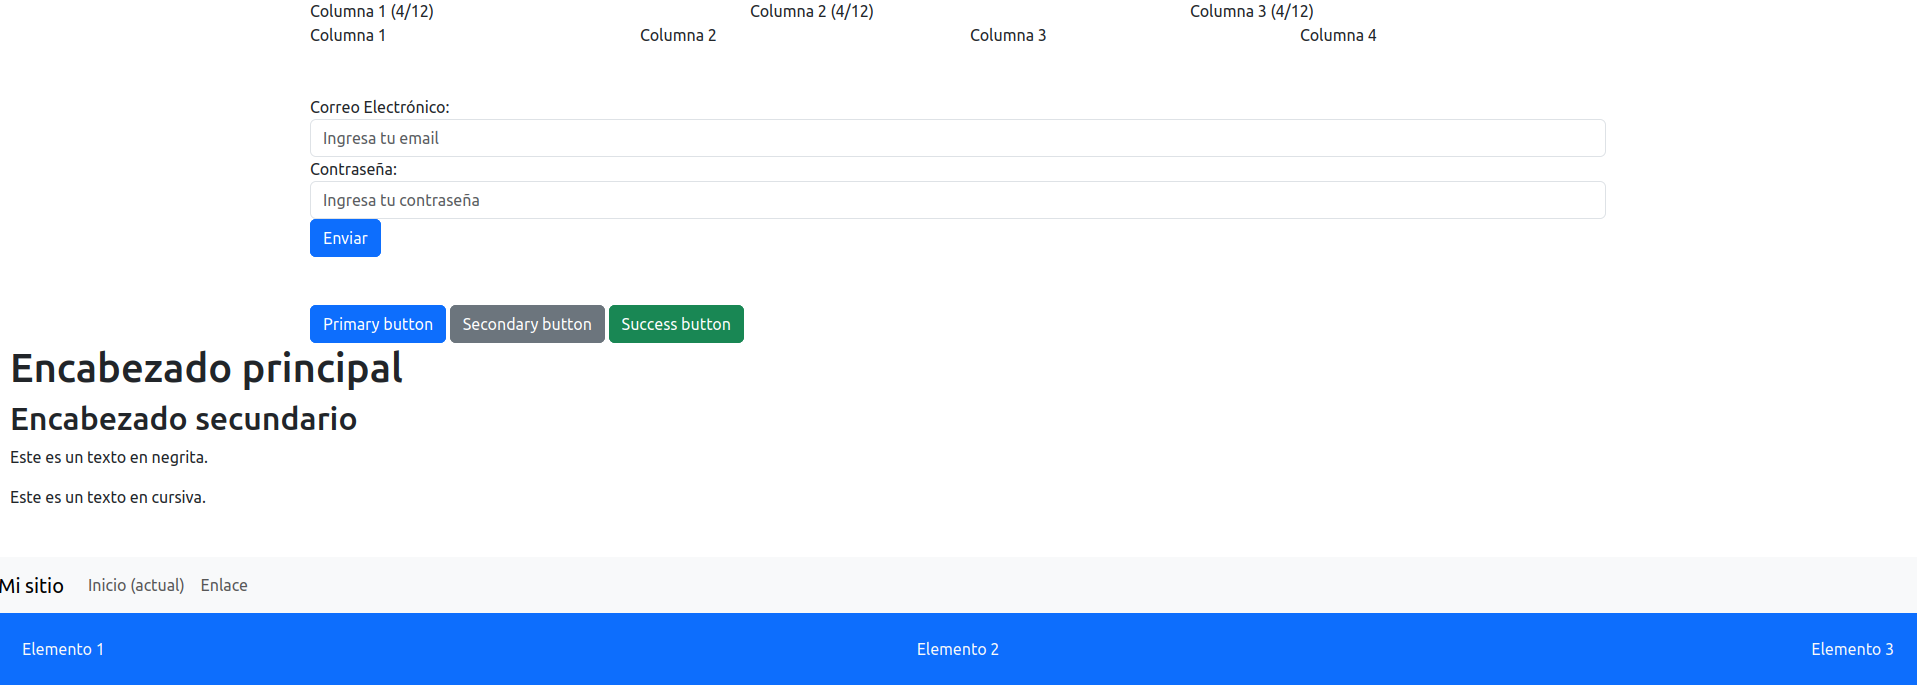 Columna 1 (4/12) Columna 2 (4/12) Columna 3 (4/12)
Columna 1 Columna 2 Columna 3 Columna 4
Correo Electrónico:
Ingresa tu email
Contraseña:
Ingresa tu contraseña
Enviar
Primary button Secondary button Success button
Encabezado principal
Encabezado secundario
Este es un texto en negrita.
Este es un texto en cursiva.
Mi sitio Inicio (actual) Enlace
Elemento 1 Elemento 2 Elemento 3